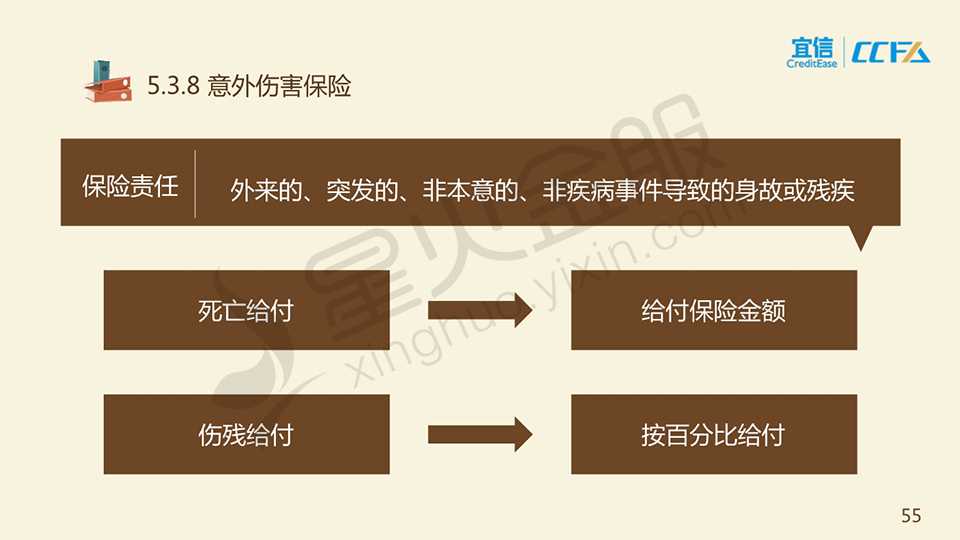 宜信
CreditEase
CCFA
5.3.8 意外伤害保险
保险责任
外来的、突发的、非本意的、非疾病事件导致的身故或残疾
死亡给付
给付保险金额
伤残给付
按百分比给付
星火金服
xinghuo.yixin.com
55